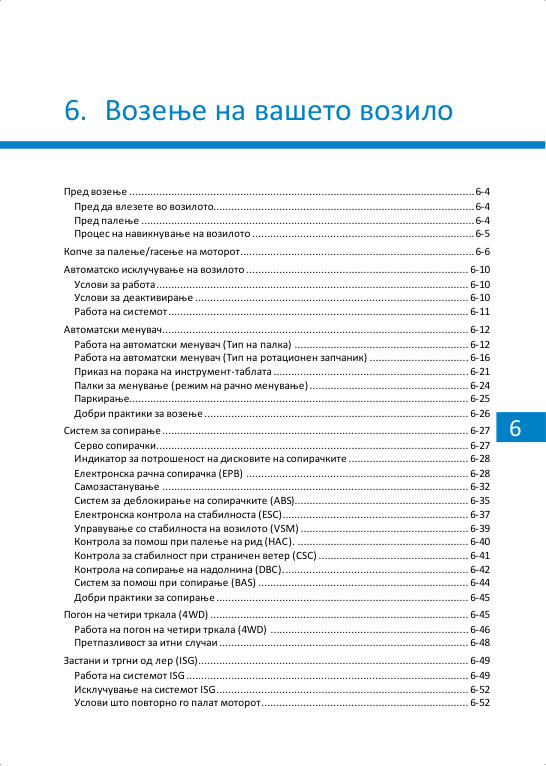 6. Возење на вашето возило
Пред возење ........ 6-4
Пред да влезете во возилото ........ 6-4
Пред палење ........ 6-4
Процес на навикнување на возилото ........ 6-5
Копче за палење/гасење на моторот ........ 6-6
Автоматско исклучување на возилото ........ 6-10
Услови за работа ........ 6-10
Услови за деактивирање ........ 6-10
Работа на системот ........ 6-11
Автоматски менувач ........ 6-12
Работа на автоматски менувач (Тип на палка) ........ 6-12
Работа на автоматски менувач (Тип на ротационен запчаник) ........ 6-16
Приказ на порака на инструмент-таблата ........ 6-21
Палки за менување (режим на рачно менување) ........ 6-24
Паркирање ........ 6-25
Добри практики за возење ........ 6-26
Систем за сопирање ........ 6-27
Серво сопирачки ........ 6-27
Индикатор за потрошеност на дисковите на сопирачките ........ 6-28
Електронска рачна сопирачка (EPB) ........ 6-28
Самозастанување ........ 6-32
Систем за деблокирање на сопирачките (ABS) ........ 6-35
Електронска контрола на стабилноста (ESC) ........ 6-37
Управување со стабилноста на возилото (VSM) ........ 6-39
Контрола за помош при палење на рид (HAC). ........ 6-40
Контрола за стабилност при страничен ветер (CSC) ........ 6-41
Контрола на сопирање на надолнина (DBC) ........ 6-42
Систем за помош при сопирање (BAS) ........ 6-44
Добри практики за сопирање ........ 6-45
Погон на четири тркала (4WD) ........ 6-45
Работа на погон на четири тркала (4WD) ........ 6-46
Претпазливост за итни случаи ........ 6-48
Застани и тргни од лер (ISG) ........ 6-49
Работа на системот ISG ........ 6-49
Исклучување на системот ISG ........ 6-52
Услови што повторно го палат моторот ........ 6-52
6